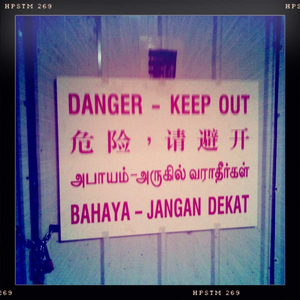 HPSTM 269
HPS
DANGER – KEEP OUT
危险，请避开
அபாயம்-அருகில் வராதீர்கள்
BAHAYA – JANGAN DEKAT
HPSTM 269